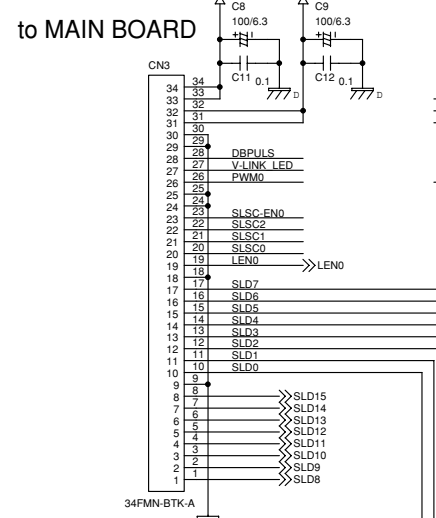 C8
C9
100/6.3
100/6.3
to MAIN BOARD
+
+
CN3
C11 0.1
C12 0.1
D
D
34 34
33 33
32 32
31 31
30 30
29 29
28 28 DBPULS
27 27 V-LINK_LED
26 26 PWM0
25 25
24 24
23 23 SLSC-EN0
22 22 SLSC2
21 21 SLSC1
20 20 SLSC0
19 19 LEN0 LEN0
18 18
17 17 SLD7
16 16 SLD6
15 15 SLD5
14 14 SLD4
13 13 SLD3
12 12 SLD2
11 11 SLD1
10 10 SLD0
9 9
8 8 SLD15
7 7 SLD14
6 6 SLD13
5 5 SLD12
4 4 SLD11
3 3 SLD10
2 2 SLD9
1 1 SLD8
34FMN-BTK-A